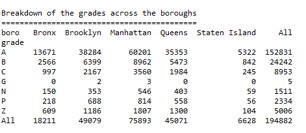 Breakdown of the grades across the boroughs
===========================================
boro Bronx Brooklyn Manhattan Queens Staten Island All
grade
A 13671 38284 60201 35353 5322 152831
B 2566 6399 8962 5473 842 24242
C 997 2167 3560 1984 245 8953
G 0 2 3 0 0 5
N 150 353 546 403 59 1511
P 218 688 814 558 56 2334
Z 609 1186 1807 1300 104 5006
All 18211 49079 75893 45071 6628 194882